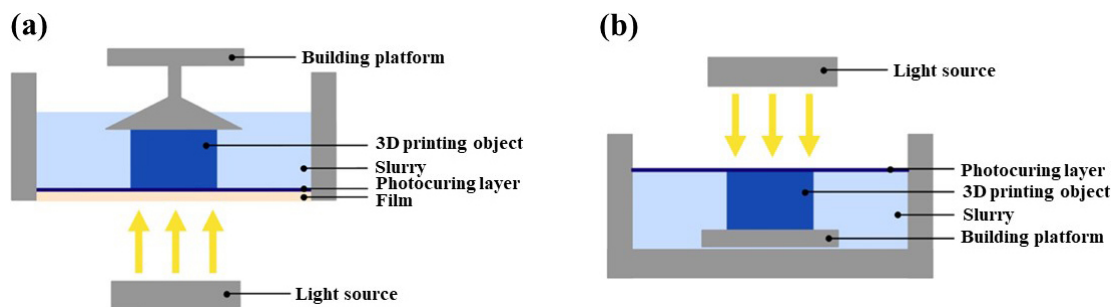 (a)
Building platform
3D printing object
Slurry
Photocuring layer
Film
Light source
(b)
Light source
Photocuring layer
3D printing object
Slurry
Building platform